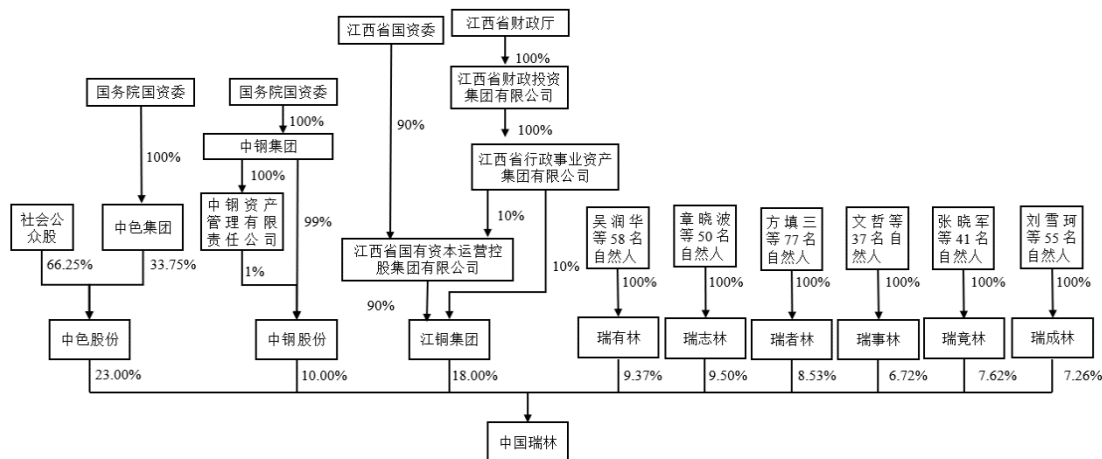 江西省国资委
江西省财政厅
100%
江西省财政投资
集团有限公司
国务院国资委
国务院国资委
100%
90%
100%
中钢集团
100%
江西省行政事业资产
集团有限公司
100%
社会公
众股
中色集团
中钢资产
管理有限
责任公司
99%
10%
吴润华
等58名
自然人
章晓波
等50名
自然人
方填三
等77名
自然人
文哲等
37名自
然人
张晓军
等41名
自然人
刘雪珂
等55名
自然人
江西省国有资本运营控
股集团有限公司
66.25%
33.75%
1%
10%
90%
100%
100%
100%
100%
100%
100%
中色股份
中钢股份
江铜集团
瑞有林
瑞志林
瑞者林
瑞事林
瑞竟林
瑞成林
23.00%
10.00%
18.00%
9.37%
9.50%
8.53%
6.72%
7.62%
7.26%
中国瑞林